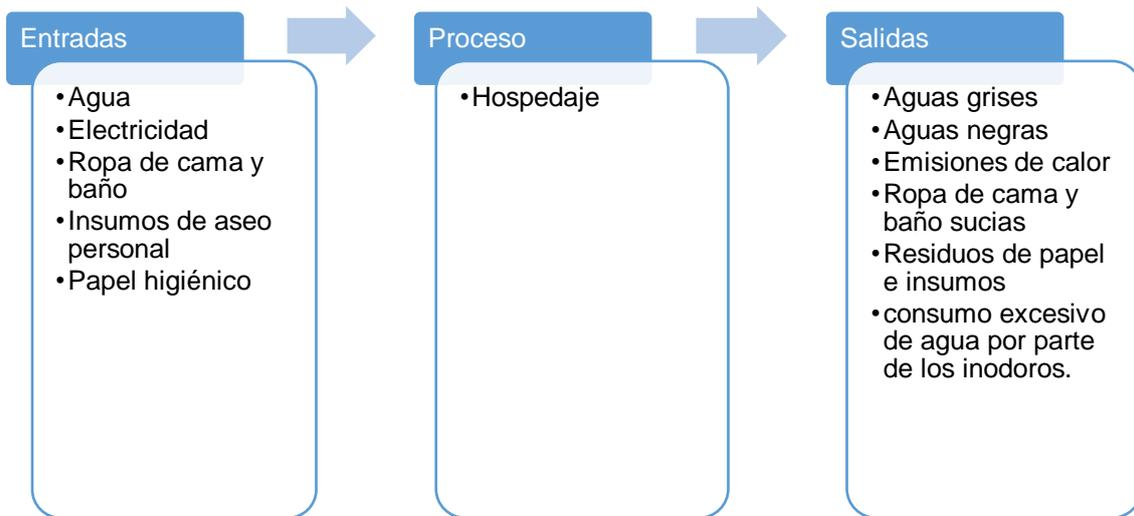 Entradas
•Agua
•Electricidad
•Ropa de cama y
baño
•Insumos de aseo
personal
•Papel higiénico
Proceso
•Hospedaje
Salidas
•Aguas grises
•Aguas negras
•Emisiones de calor
•Ropa de cama y
baño sucias
•Residuos de papel
e insumos
•consumo excesivo
de agua por parte
de los inodoros.